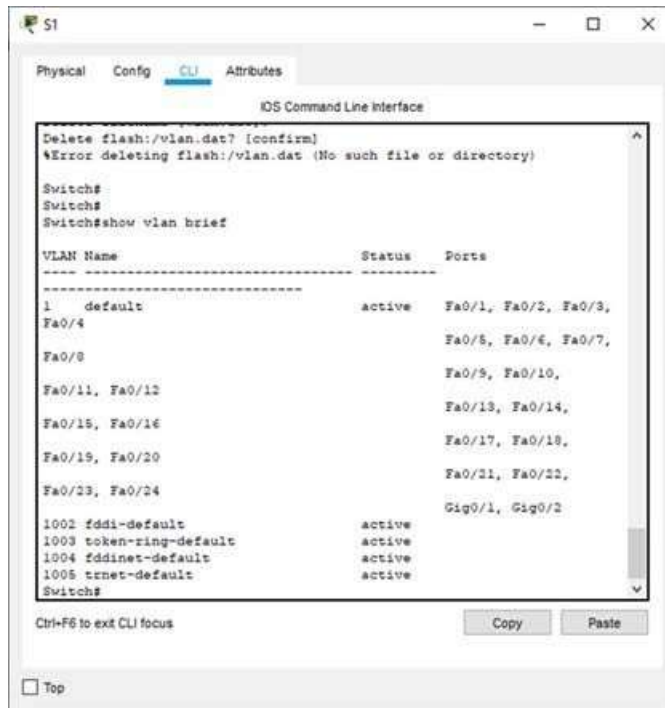 S1
Physical Config CLI Attributes
IOS Command Line Interface
Delete flash:/vlan.dat? [confirm]
%Error deleting flash:/vlan.dat (No such file or directory)
Switch#
Switch#
Switch#show vlan brief
VLAN Name Status Ports
---- -------------------------------- ---------
-------------------------------
1 default active Fa0/1, Fa0/2, Fa0/3,
Fa0/4
Fa0/5, Fa0/6, Fa0/7,
Fa0/8
Fa0/9, Fa0/10,
Fa0/11, Fa0/12
Fa0/13, Fa0/14,
Fa0/15, Fa0/16
Fa0/17, Fa0/18,
Fa0/19, Fa0/20
Fa0/21, Fa0/22,
Fa0/23, Fa0/24
Gig0/1, Gig0/2
1002 fddi-default active
1003 token-ring-default active
1004 fddinet-default active
1005 trnet-default active
Switch#
Ctrl+F6 to exit CLI focus
Copy Paste
Top